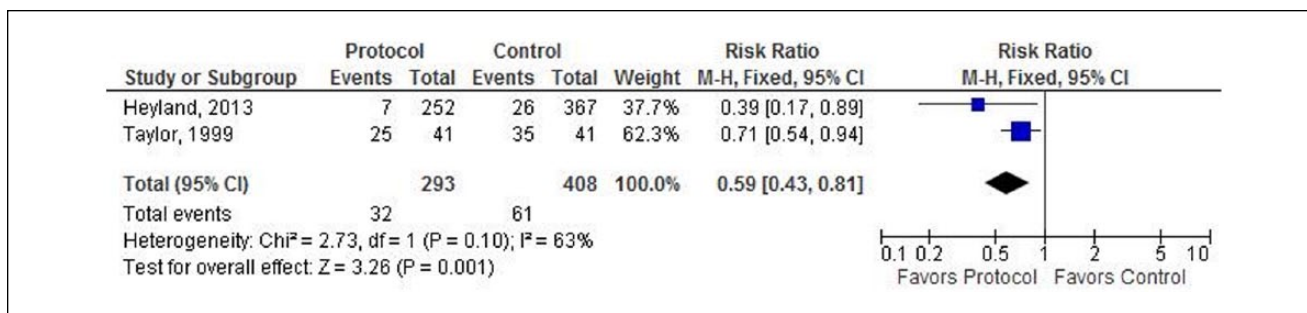 Protocol Control Risk Ratio Risk Ratio
Study or Subgroup Events Total Events Total Weight M-H, Fixed, 95% CI M-H, Fixed, 95% CI
Heyland, 2013 7 252 26 367 37.7% 0.39 [0.17, 0.89]
Taylor, 1999 25 41 35 41 62.3% 0.71 [0.54, 0.94]
Total (95% CI) 293 408 100.0% 0.59 [0.43, 0.81]
Total events 32 61
Heterogeneity: Chi² = 2.73, df = 1 (P = 0.10); I² = 63%
Test for overall effect: Z = 3.26 (P = 0.001)
0.1 0.2 0.5 1 2 5 10
Favors Protocol Favors Control